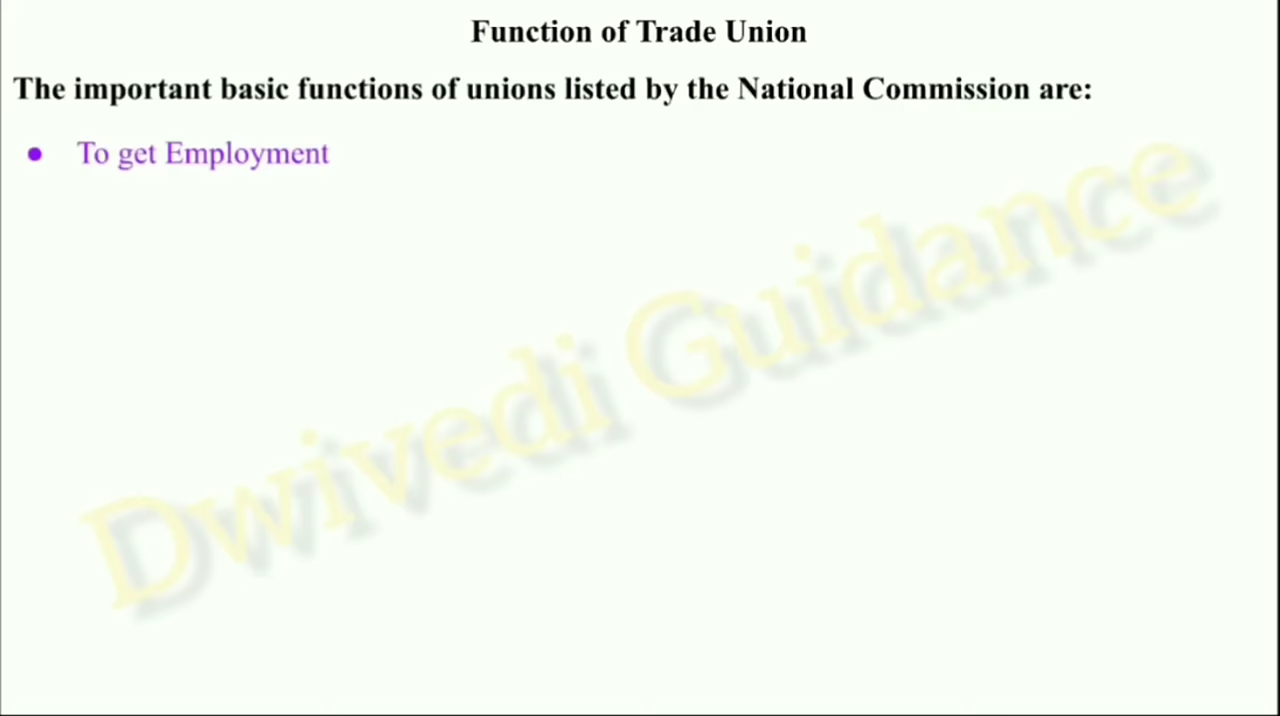 Function of Trade Union
The important basic functions of unions listed by the National Commission are:
● To get Employment
Dwivedi Guidance